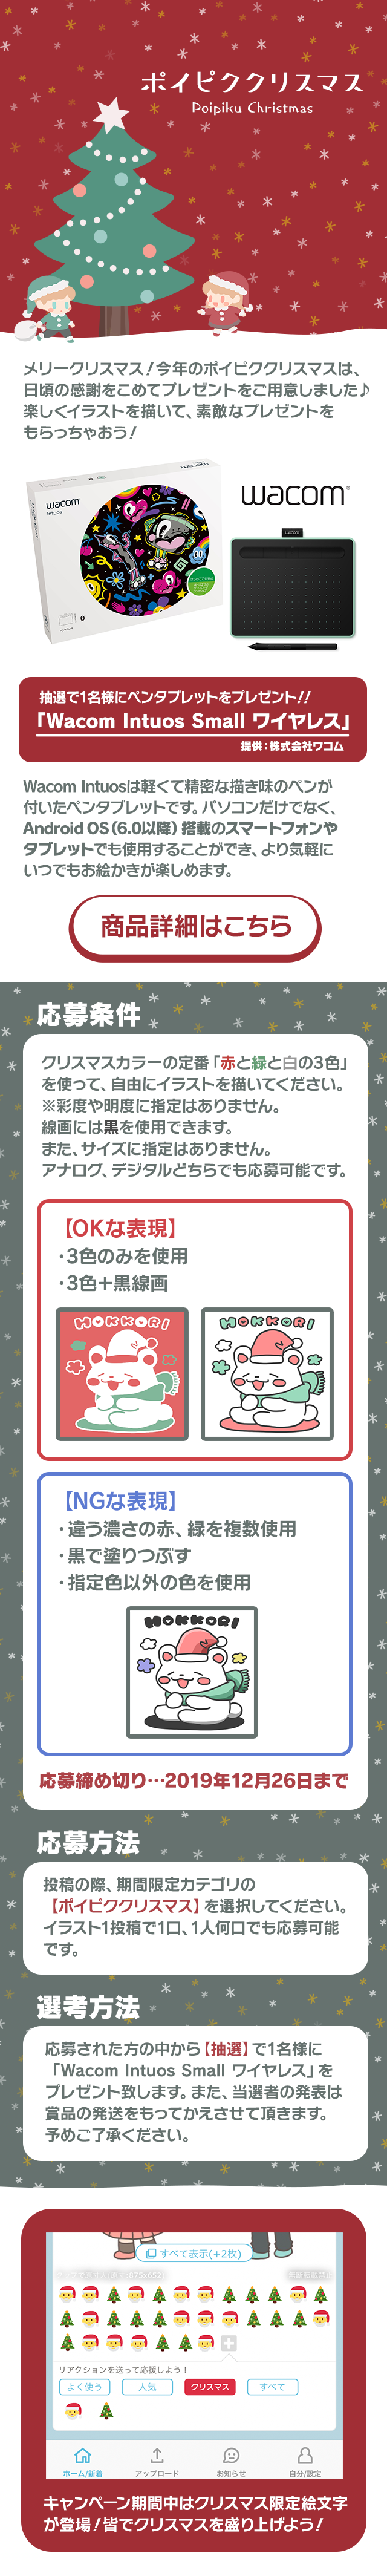 ポイピククリスマス
Poipiku Christmas
メリークリスマス！今年のポイピククリスマスは、
日頃の感謝をこめてプレゼントをご用意しました♪
楽しくイラストを描いて、素敵なプレゼントを
もらっちゃおう！
wacom
Intuos
wacom
wacom
抽選で1名様にペンタブレットをプレゼント!!
「Wacom Intuos Small ワイヤレス」
提供：株式会社ワコム
Wacom Intuosは軽くて精密な描き味のペンが
付いたペンタブレットです。パソコンだけでなく、
Android OS（6.0以降）搭載のスマートフォンや
タブレットでも使用することができ、より気軽に
いつでもお絵かきが楽しめます。
商品詳細はこちら
応募条件
クリスマスカラーの定番「赤と緑と白の3色」
を使って、自由にイラストを描いてください。
※彩度や明度に指定はありません。
線画には黒を使用できます。
また、サイズに指定はありません。
アナログ、デジタルどちらでも応募可能です。
【OKな表現】
・3色のみを使用
・3色＋黒線画
MOKKORI
MOKKORI
【NGな表現】
・違う濃さの赤、緑を複数使用
・黒で塗りつぶす
・指定色以外の色を使用
MOKKORI
応募締め切り…2019年12月26日まで
応募方法
投稿の際、期間限定カテゴリの
【ポイピククリスマス】を選択してください。
イラスト1投稿で1口、1人何口でも応募可能
です。
選考方法
応募された方の中から【抽選】で1名様に
「Wacom Intuos Small ワイヤレス」を
プレゼント致します。また、当選者の発表は
賞品の発送をもってかえさせて頂きます。
予めご了承ください。
すべて表示(+2枚)
リアクションを送って応援しよう！
よく使う
人気
クリスマス
すべて
ホーム/新着
アップロード
お知らせ
自分/設定
キャンペーン期間中はクリスマス限定絵文字
が登場！皆でクリスマスを盛り上げよう！